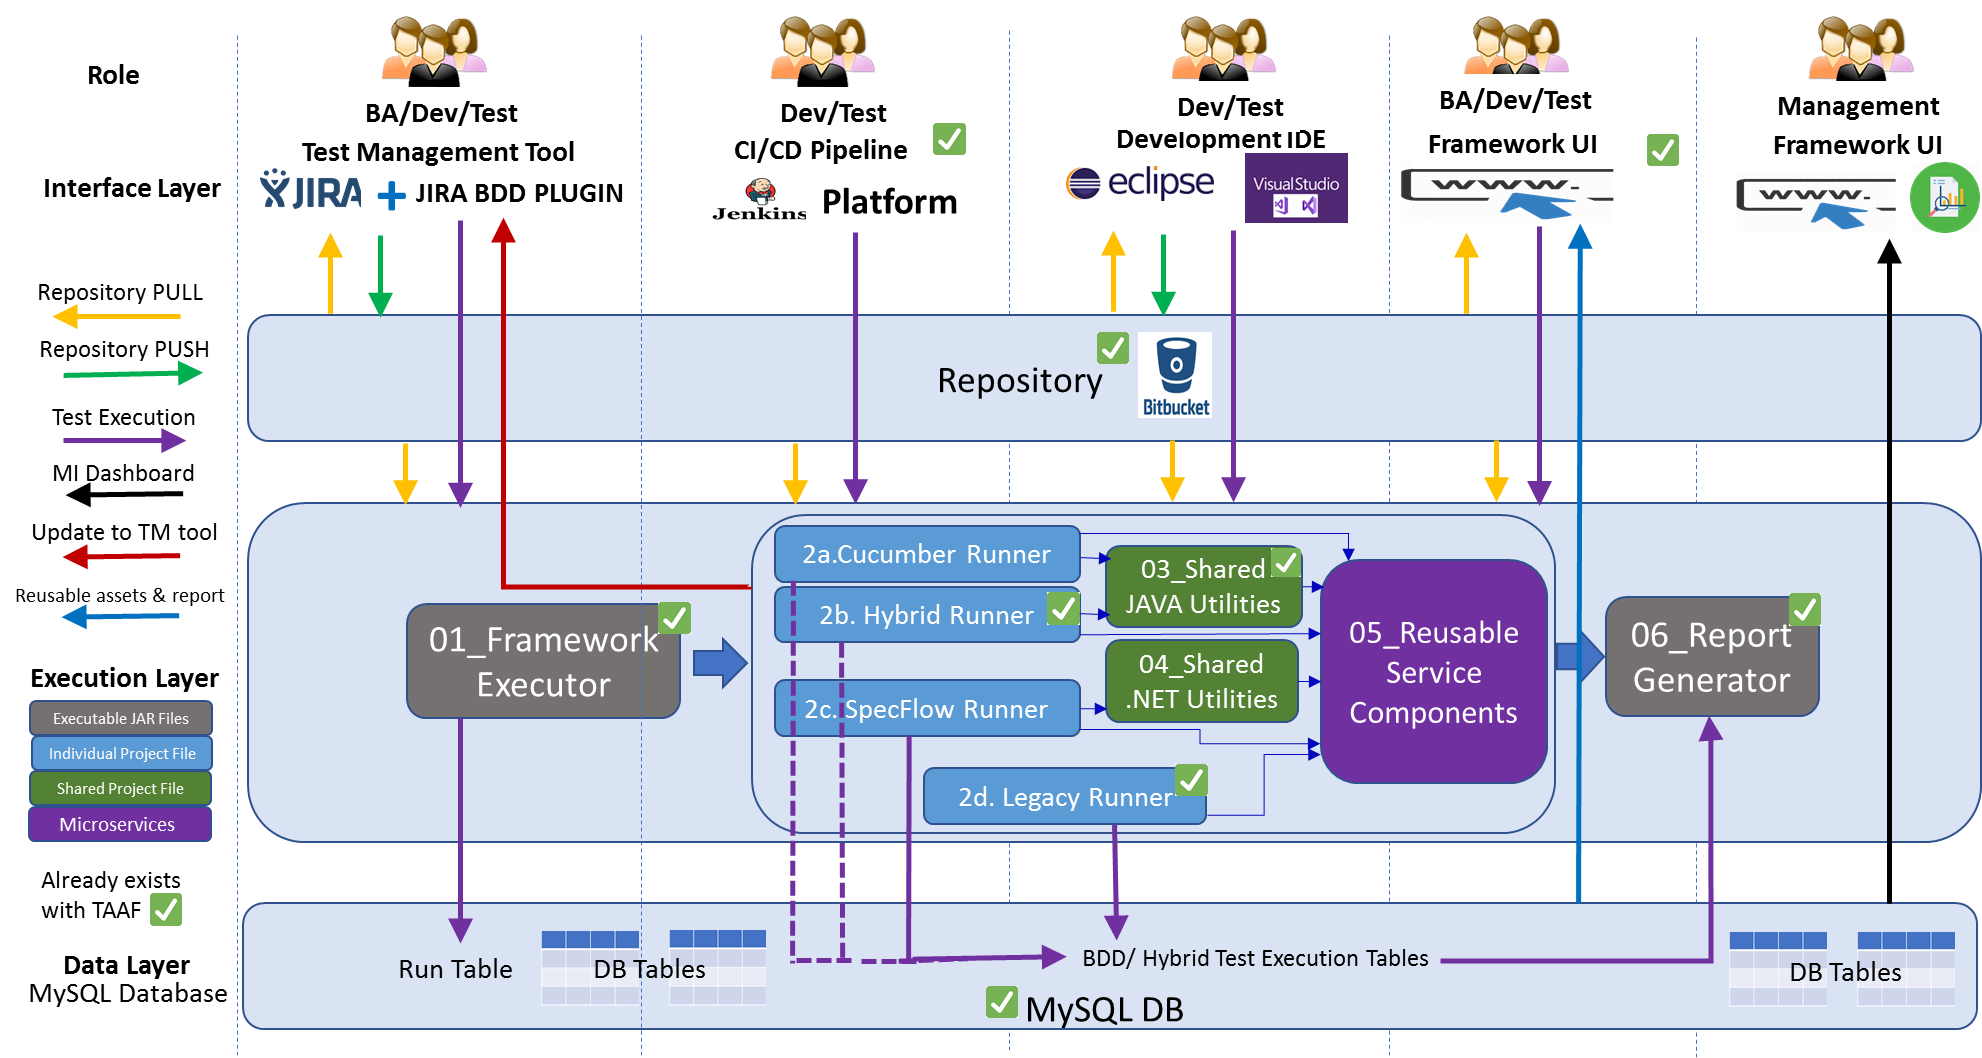 Role
BA/Dev/Test
Test Management Tool
JIRA
JIRA BDD PLUGIN
Dev/Test
CI/CD Pipeline
Jenkins
Platform
Dev/Test
Development IDE
eclipse
Visual Studio
BA/Dev/Test
Framework UI
www.
Management
Framework UI
www.
Interface Layer
Repository PULL
Repository PUSH
Test Execution
MI Dashboard
Update to TM tool
Reusable assets & report
Repository
Bitbucket
Execution Layer
Executable JAR Files
Individual Project File
Shared Project File
Microservices
Already exists
with TAAF
01_Framework
Executor
2a.Cucumber Runner
2b. Hybrid Runner
2c. SpecFlow Runner
2d. Legacy Runner
03_Shared
JAVA Utilities
04_Shared
.NET Utilities
05_Reusable
Service
Components
06_Report
Generator
Data Layer
MySQL Database
Run Table
DB Tables
BDD/ Hybrid Test Execution Tables
MySQL DB
DB Tables